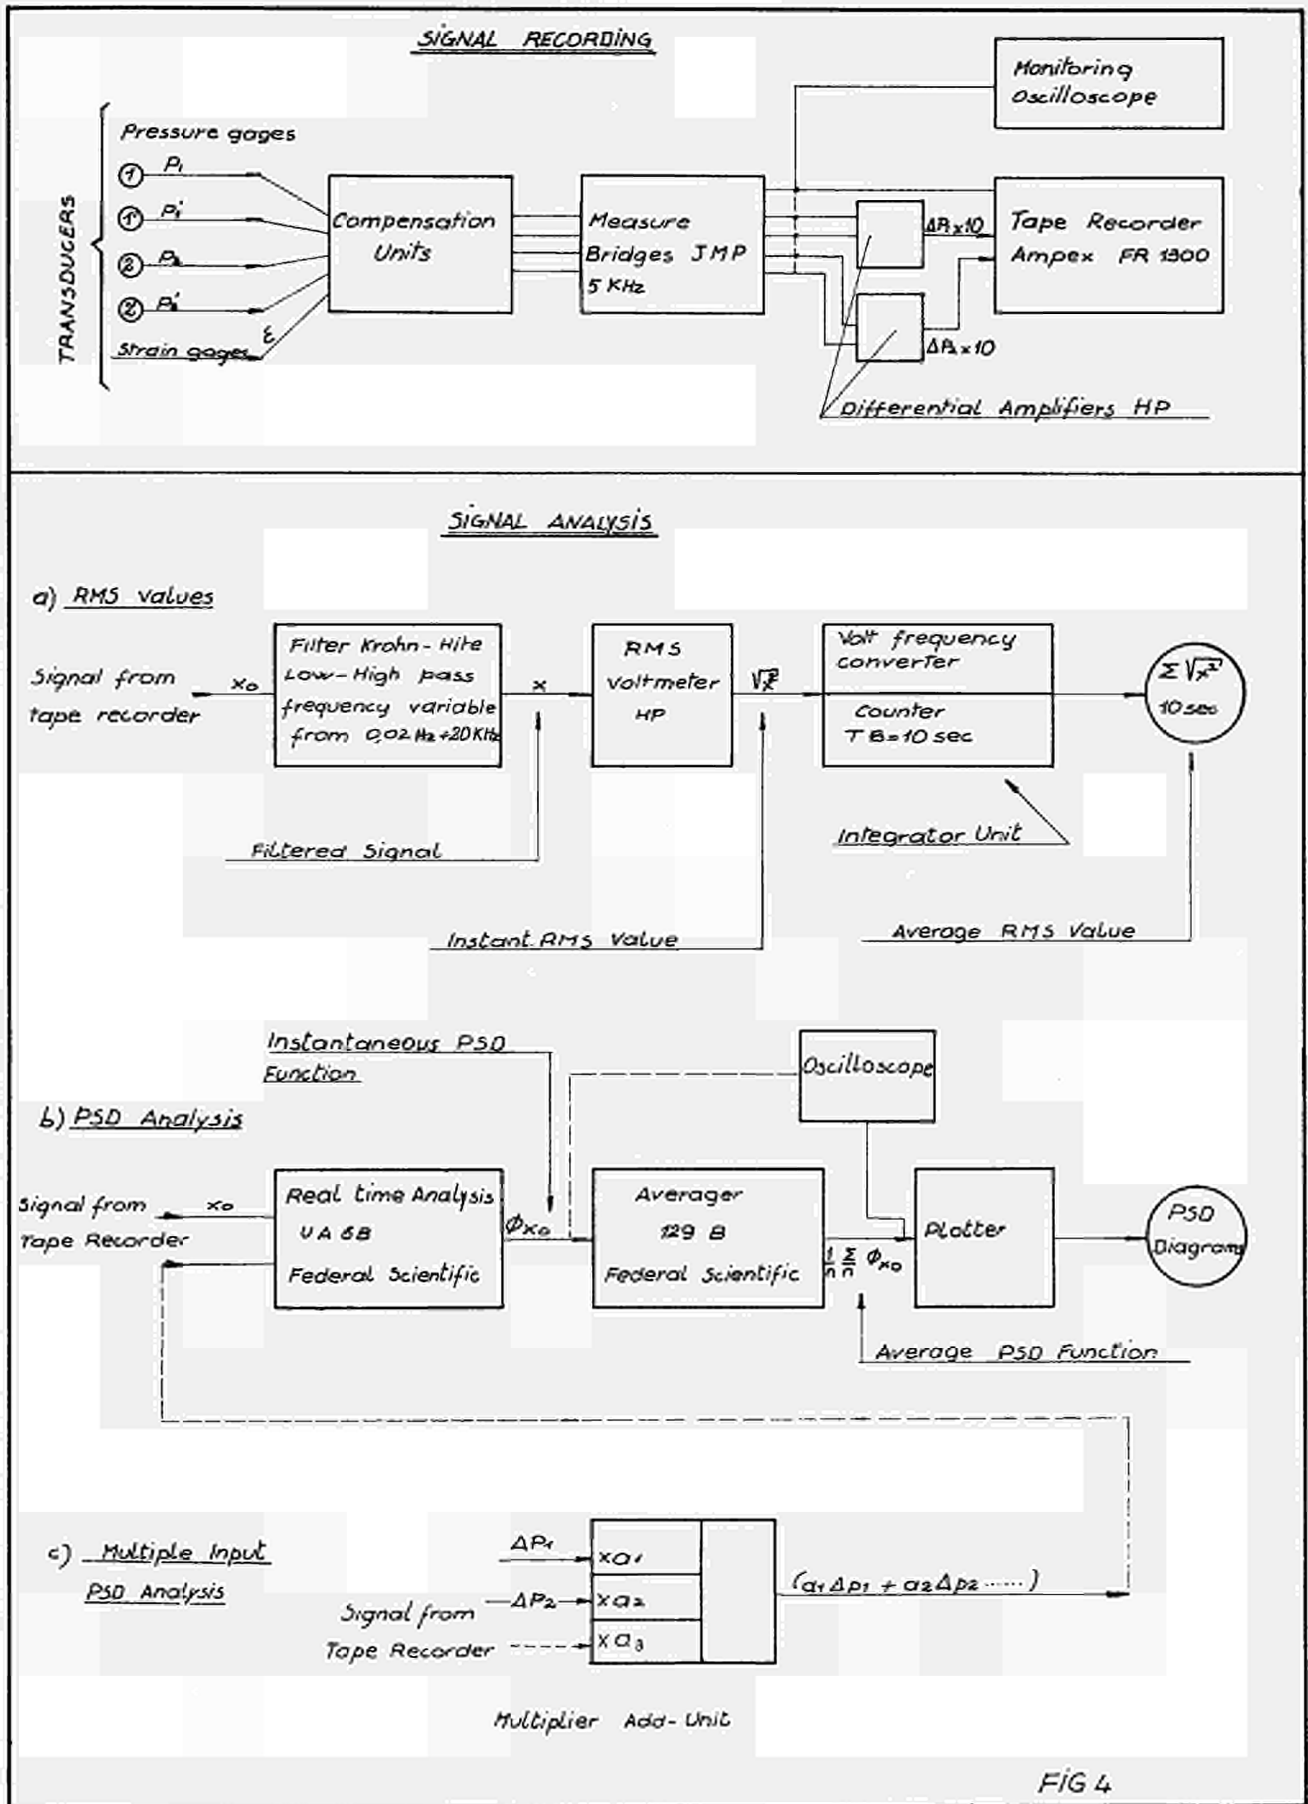 SIGNAL RECORDING
Monitoring
Oscilloscope
TRANSDUCERS
Pressure gages
1 P1
1' P1'
2 P2
2' P2'
Strain gages ε
Compensation
Units
Measure
Bridges JMP
5 KHz
ΔP1 x 10
ΔP2 x 10
Tape Recorder
Ampex FR 1300
Differential Amplifiers HP
SIGNAL ANALYSIS
a) RMS values
Signal from
tape recorder
x₀
Filter Krohn-Hite
Low-High pass
frequency variable
from 0,02 Hz ÷ 20 KHz
x
RMS
Voltmeter
HP
√x²
Volt frequency
converter
Counter
T B = 10 sec
Σ √x²
10 sec
Filtered Signal
Integrator Unit
Instant. RMS Value
Average RMS Value
Instantaneous PSD
Function
Oscilloscope
b) PSD Analysis
Signal from
Tape Recorder
x₀
Real time Analysis
UA 6B
Federal Scientific
Φx₀
Averager
129 B
Federal Scientific
1/n Σ/n Φx₀
Plotter
PSD
Diagrams
Average PSD Function
c) Multiple Input
PSD Analysis
ΔP1
ΔP2
Signal from
Tape Recorder
x a1
x a2
x a3
(a1 Δp1 + a2 Δp2 ......)
Multiplier Add-Unit
FIG 4